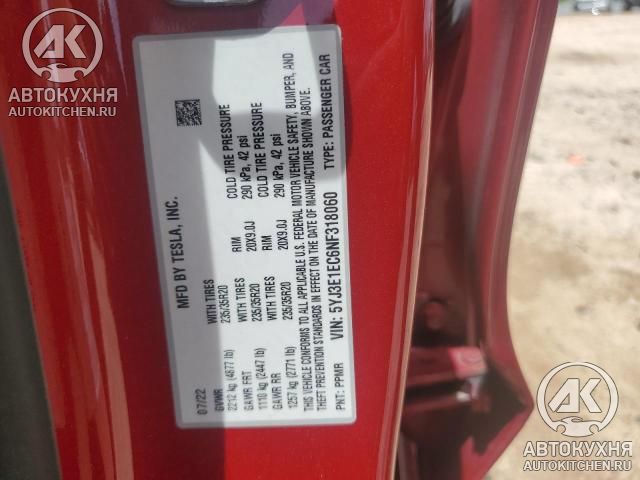 АК
АВТОКУХНЯ
AUTOKITCHEN.RU
MFD BY TESLA, INC.
07/22
GVWR WITH TIRES RIM COLD TIRE PRESSURE
2212 kg (4877 lb) 235/35R20 20X9.0J 290 kPa, 42 psi
GAWR FRT WITH TIRES RIM COLD TIRE PRESSURE
1110 kg (2447 lb) 235/35R20 20X9.0J 290 kPa, 42 psi
GAWR RR WITH TIRES
1257 kg (2771 lb) 235/35R20
THIS VEHICLE CONFORMS TO ALL APPLICABLE U.S. FEDERAL MOTOR VEHICLE SAFETY, BUMPER, AND
THEFT PREVENTION STANDARDS IN EFFECT ON THE DATE OF MANUFACTURE SHOWN ABOVE.
VIN: 5YJ3E1EC6NF318060 TYPE: PASSENGER CAR
PNT: PPMR
АК
АВТОКУХНЯ
AUTOKITCHEN.RU